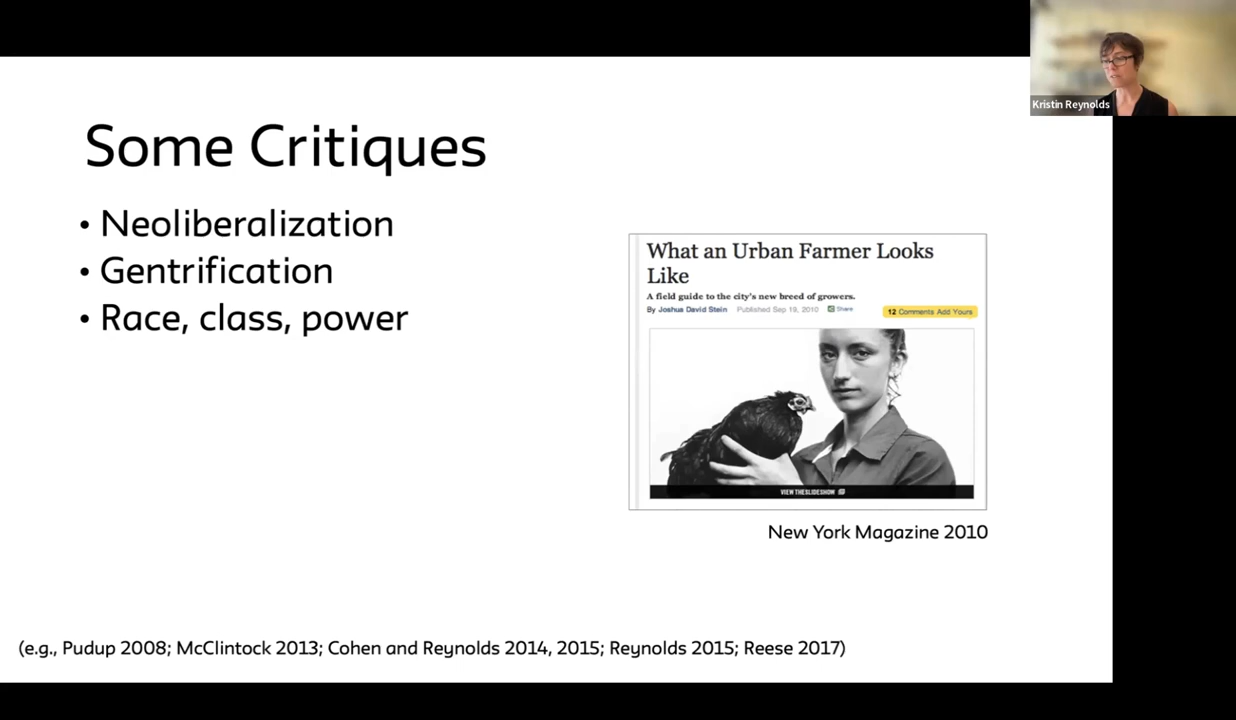 Kristin Reynolds
Some Critiques
• Neoliberalization
• Gentrification
• Race, class, power
What an Urban Farmer Looks
Like
A field guide to the city's new breed of growers.
By Joshua David Stein Published Sep 19, 2010 Share
12 Comments Add Yours
VIEW THE SLIDESHOW
New York Magazine 2010
(e.g., Pudup 2008; McClintock 2013; Cohen and Reynolds 2014, 2015; Reynolds 2015; Reese 2017)